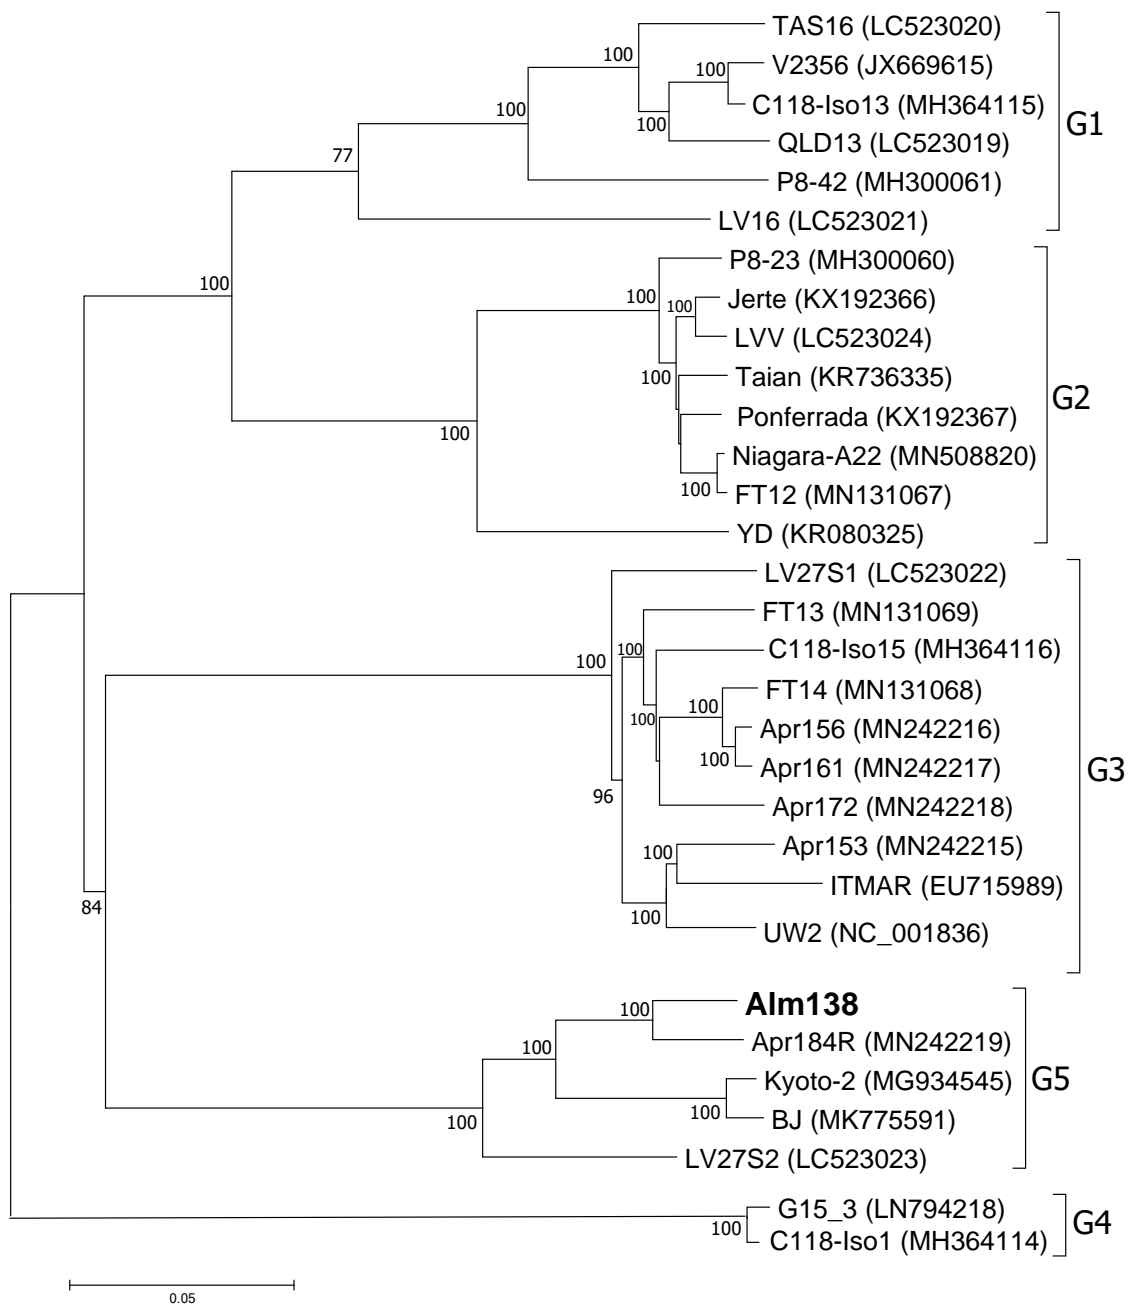 TAS16 (LC523020)
100
V2356 (JX669615)
100
C118-Iso13 (MH364115)
100
100
G1
QLD13 (LC523019)
77
P8-42 (MH300061)
LV16 (LC523021)
P8-23 (MH300060)
100
100
Jerte (KX192366)
100
LVV (LC523024)
Taian (KR736335)
100
G2
Ponferrada (KX192367)
100
Niagara-A22 (MN508820)
100
FT12 (MN131067)
YD (KR080325)
LV27S1 (LC523022)
FT13 (MN131069)
100
C118-Iso15 (MH364116)
100
FT14 (MN131068)
100
100
Apr156 (MN242216)
100
Apr161 (MN242217)
G3
96
Apr172 (MN242218)
100
Apr153 (MN242215)
ITMAR (EU715989)
84
100
UW2 (NC_001836)
Alm138
100
Apr184R (MN242219)
100
Kyoto-2 (MG934545)
G5
100
BJ (MK775591)
100
LV27S2 (LC523023)
G15_3 (LN794218)
G4
100
C118-Iso1 (MH364114)
0.05